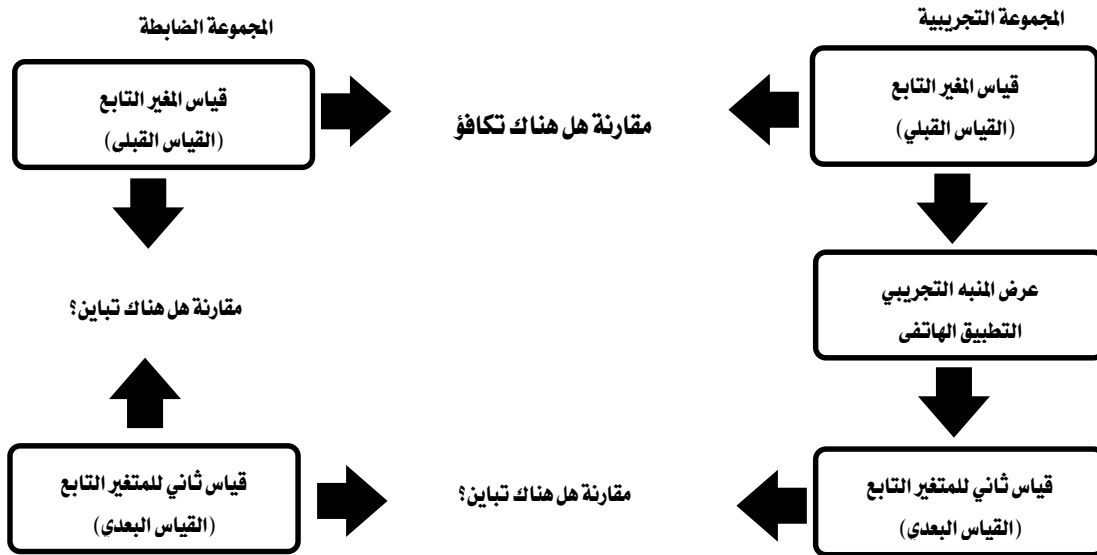 المجموعة التجريبية
المجموعة الضابطة
قياس المغير التابع
(القياس القبلي)
مقارنة هل هناك تكافؤ
قياس المغير التابع
(القياس القبلى)
عرض المنبه التجريبي
التطبيق الهاتفى
مقارنة هل هناك تباين؟
قياس ثاني للمتغير التابع
(القياس البعدي)
مقارنة هل هناك تباين؟
قياس ثاني للمتغير التابع
(القياس البعدي)